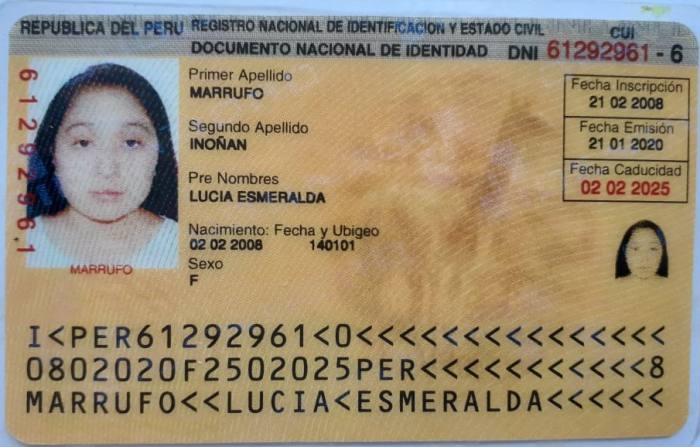 REPUBLICA DEL PERU REGISTRO NACIONAL DE IDENTIFICACION Y ESTADO CIVIL
CUI
DOCUMENTO NACIONAL DE IDENTIDAD DNI 61292961 - 6
61292961
Primer Apellido
MARRUFO
Segundo Apellido
INOÑAN
Pre Nombres
LUCIA ESMERALDA
Nacimiento: Fecha y Ubigeo
02 02 2008 140101
Sexo
F
Fecha Inscripción
21 02 2008
Fecha Emisión
21 01 2020
Fecha Caducidad
02 02 2025
MARRUFO
I<PER61292961<0<<<<<<<<<<<<<<<
0802020F2502025PER<<<<<<<<<<<8
MARRUFO<<LUCIA<ESMERALDA<<<<<<